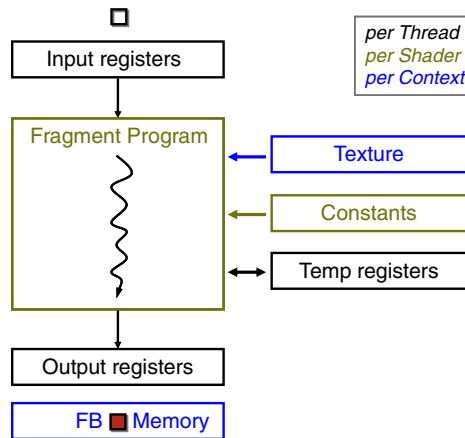 per Thread
per Shader
per Context
Input registers
Fragment Program
Texture
Constants
Temp registers
Output registers
FB Memory